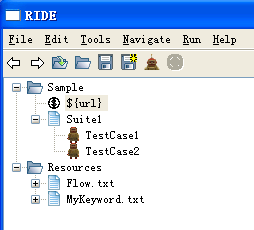 RIDE
File Edit Tools Navigate Run Help
Sample
${url}
Suite1
TestCase1
TestCase2
Resources
Flow.txt
MyKeyword.txt